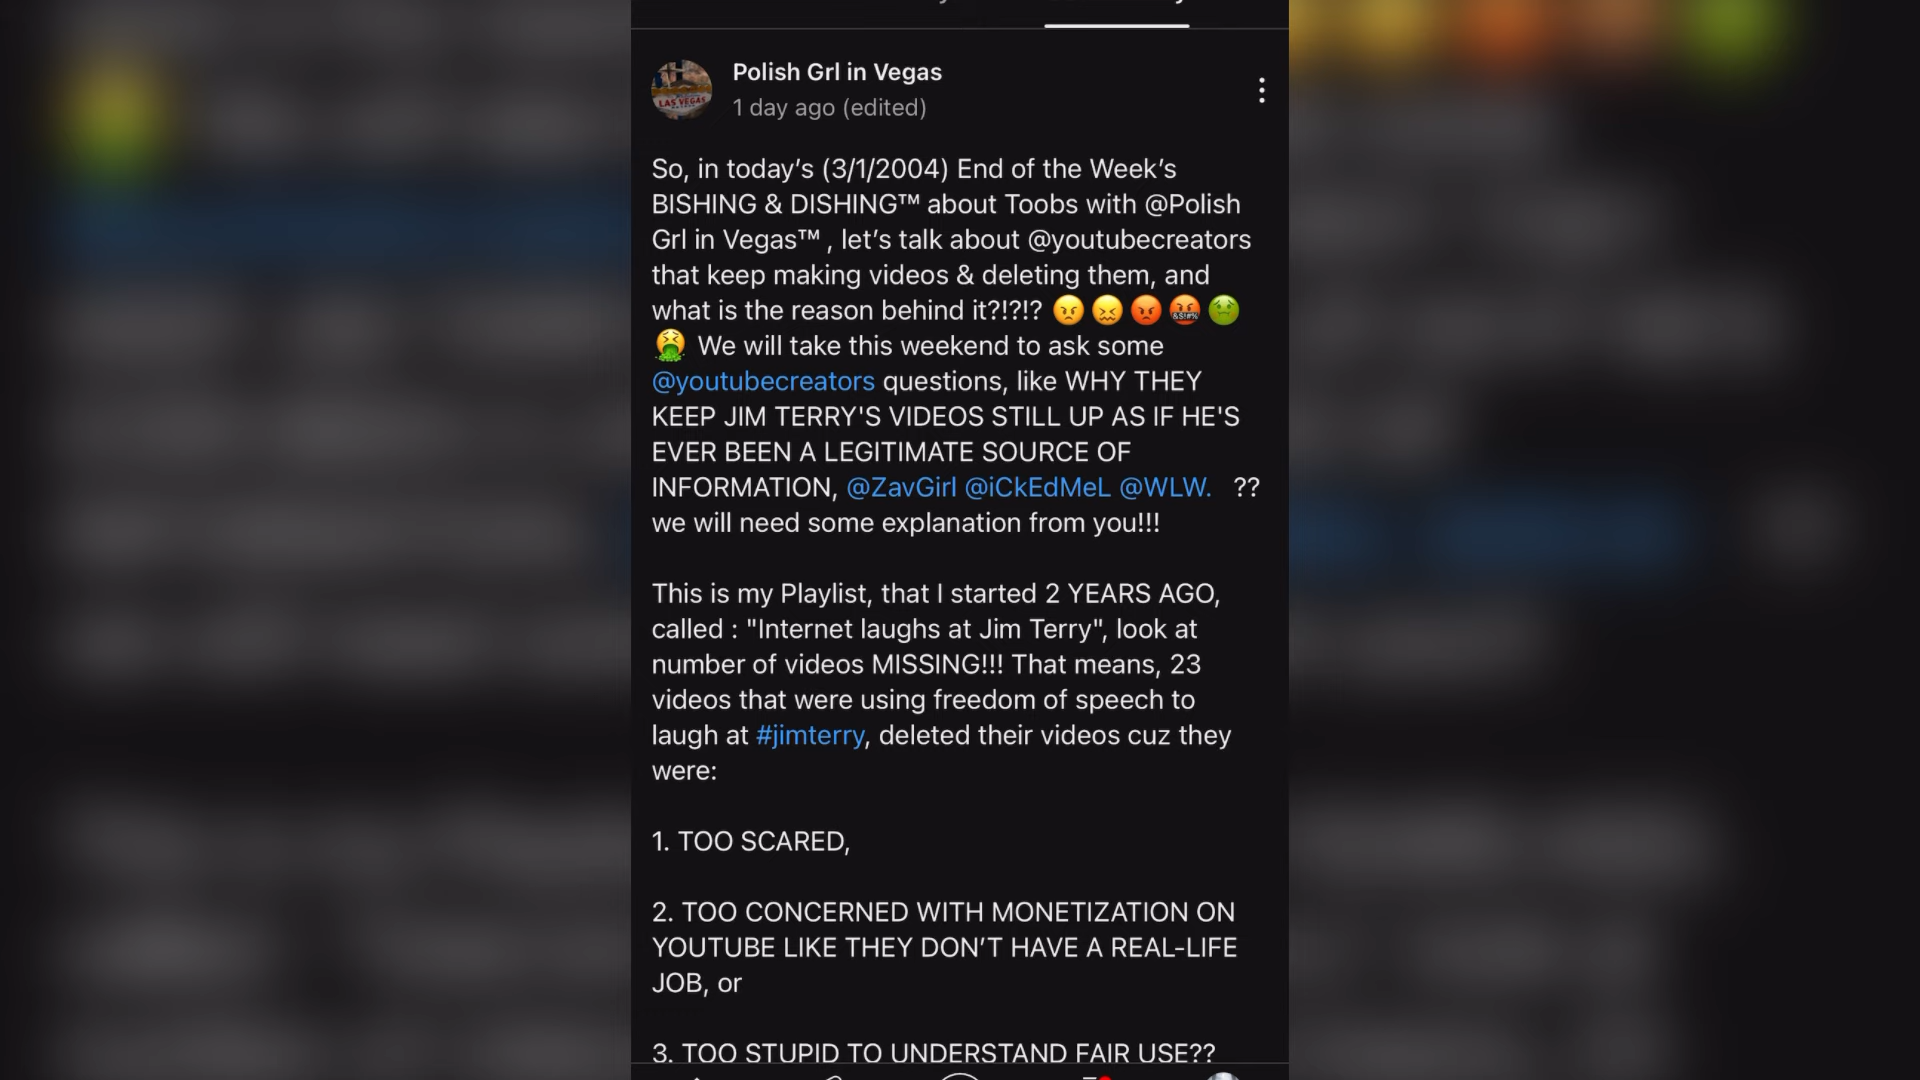 Polish Grl in Vegas
1 day ago (edited)
So, in today’s (3/1/2004) End of the Week’s
BISHING & DISHING™ about Toobs with @Polish
Grl in Vegas™ , let’s talk about @youtubecreators
that keep making videos & deleting them, and
what is the reason behind it?!?!? 😠😖😡🤬🤢
🤮 We will take this weekend to ask some
@youtubecreators questions, like WHY THEY
KEEP JIM TERRY'S VIDEOS STILL UP AS IF HE'S
EVER BEEN A LEGITIMATE SOURCE OF
INFORMATION, @ZavGirl @iCkEdMeL @WLW. ??
we will need some explanation from you!!!
This is my Playlist, that I started 2 YEARS AGO,
called : "Internet laughs at Jim Terry", look at
number of videos MISSING!!! That means, 23
videos that were using freedom of speech to
laugh at #jimterry, deleted their videos cuz they
were:
1. TOO SCARED,
2. TOO CONCERNED WITH MONETIZATION ON
YOUTUBE LIKE THEY DON’T HAVE A REAL-LIFE
JOB, or
3. TOO STUPID TO UNDERSTAND FAIR USE??